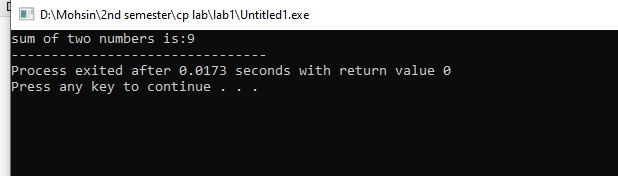 D:\Mohsin\2nd semester\cp lab\lab1\Untitled1.exe
sum of two numbers is:9
--------------------------------
Process exited after 0.0173 seconds with return value 0
Press any key to continue . . .